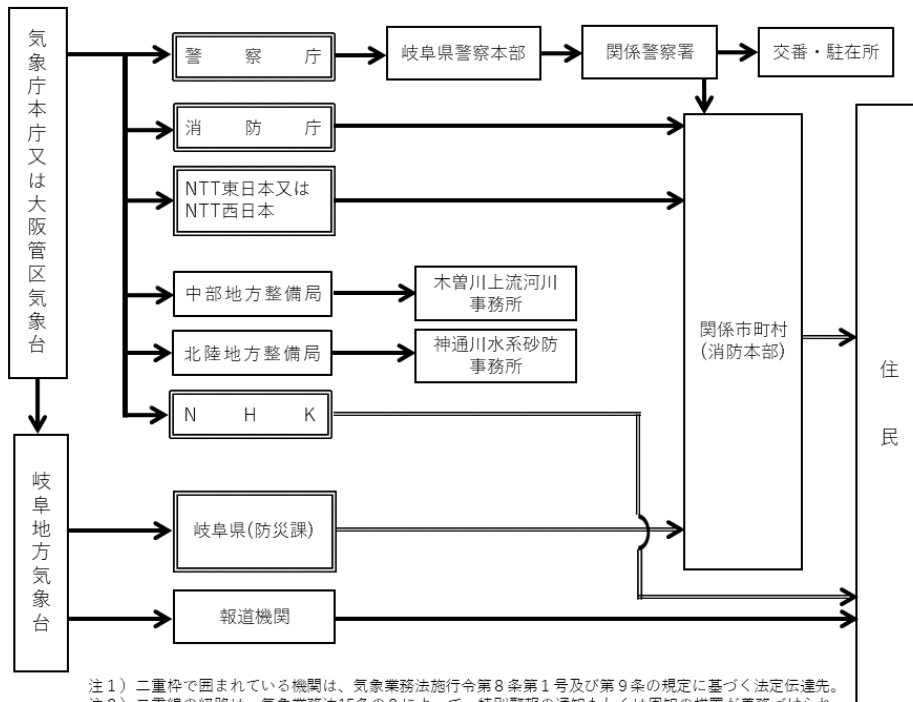 気象庁本庁又は大阪管区気象台
警察庁
岐阜県警察本部
関係警察署
交番・駐在所
消防庁
NTT東日本又は
NTT西日本
中部地方整備局
木曽川上流河川
事務所
北陸地方整備局
神通川水系砂防
事務所
NHK
関係市町村
(消防本部)
住民
岐阜地方気象台
岐阜県(防災課)
報道機関
注1）二重枠で囲まれている機関は、気象業務法施行令第8条第1号及び第9条の規定に基づく法定伝達先。